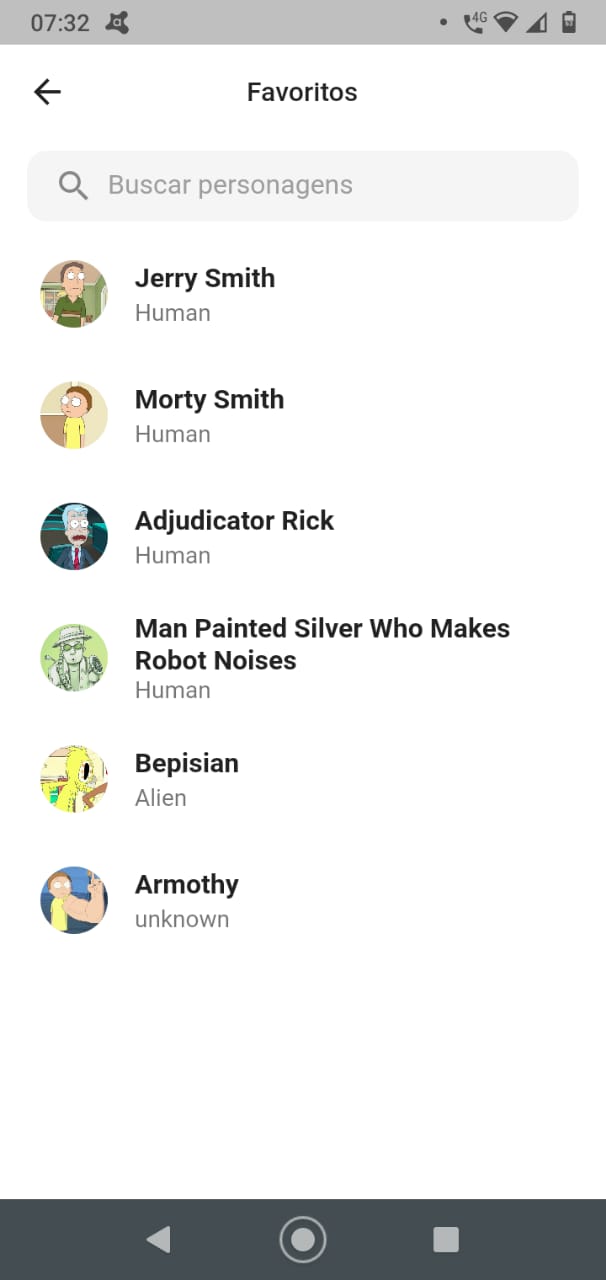 07:32
4G
Favoritos
Buscar personagens
Jerry Smith
Human
Morty Smith
Human
Adjudicator Rick
Human
Man Painted Silver Who Makes
Robot Noises
Human
Bepisian
Alien
Armothy
unknown